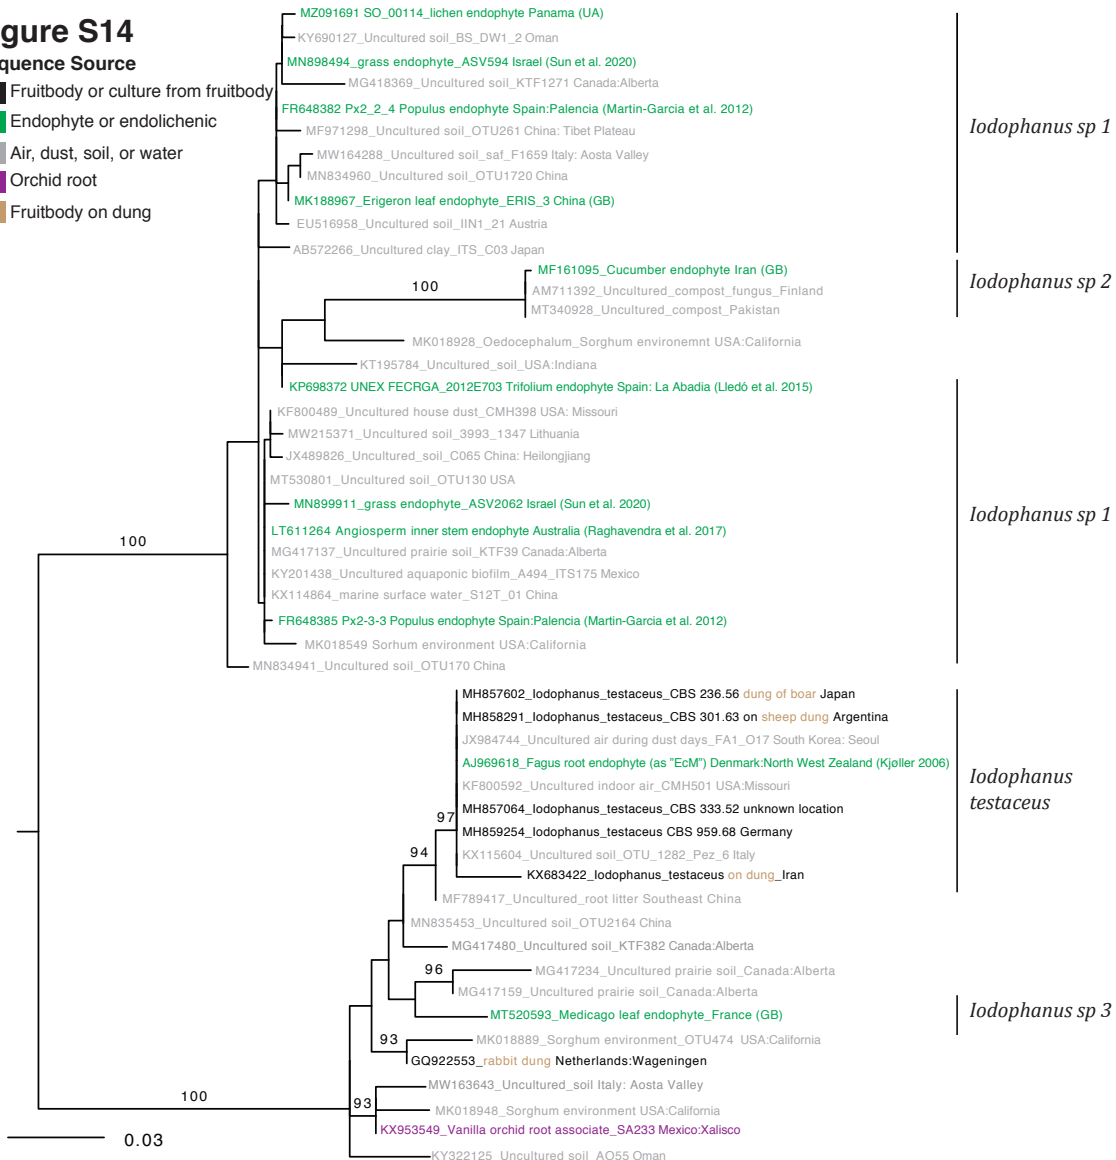 gure S14
quence Source
Fruitbody or culture from fruitbody
Endophyte or endolichenic
Air, dust, soil, or water
Orchid root
Fruitbody on dung
MZ091691 SO_00114_lichen endophyte Panama (UA)
KY690127_Uncultured soil_BS_DW1_2 Oman
MN898494_grass endophyte_ASV594 Israel (Sun et al. 2020)
MG418369_Uncultured soil_KTF1271 Canada:Alberta
FR648382 Px2_2_4 Populus endophyte Spain:Palencia (Martin-Garcia et al. 2012)
MF971298_Uncultured soil_OTU261 China: Tibet Plateau
MW164288_Uncultured soil_saf_F1659 Italy: Aosta Valley
MN834960_Uncultured soil_OTU1720 China
MK188967_Erigeron leaf endophyte_ERIS_3 China (GB)
EU516958_Uncultured soil_IIN1_21 Austria
AB572266_Uncultured clay_ITS_C03 Japan
Iodophanus sp 1
MF161095_Cucumber endophyte Iran (GB)
100
AM711392_Uncultured_compost_fungus_Finland
MT340928_Uncultured_compost_Pakistan
Iodophanus sp 2
MK018928_Oedocephalum_Sorghum environemnt USA:California
KT195784_Uncultured_soil_USA:Indiana
KP698372 UNEX FECRGA_2012E703 Trifolium endophyte Spain: La Abadia (Lledó et al. 2015)
KF800489_Uncultured house dust_CMH398 USA: Missouri
MW215371_Uncultured soil_3993_1347 Lithuania
JX489826_Uncultured_soil_C065 China: Heilongjiang
MT530801_Uncultured soil_OTU130 USA
MN899911_grass endophyte_ASV2062 Israel (Sun et al. 2020)
Iodophanus sp 1
LT611264 Angiosperm inner stem endophyte Australia (Raghavendra et al. 2017)
100
MG417137_Uncultured prairie soil_KTF39 Canada:Alberta
KY201438_Uncultured aquaponic biofilm_A494_ITS175 Mexico
KX114864_marine surface water_S12T_01 China
FR648385 Px2-3-3 Populus endophyte Spain:Palencia (Martin-Garcia et al. 2012)
MK018549 Sorhum environment USA:California
MN834941_Uncultured soil_OTU170 China
MH857602_Iodophanus_testaceus_CBS 236.56 dung of boar Japan
MH858291_Iodophanus_testaceus_CBS 301.63 on sheep dung Argentina
JX984744_Uncultured air during dust days_FA1_O17 South Korea: Seoul
AJ969618_Fagus root endophyte (as "EcM") Denmark:North West Zealand (Kjøller 2006)
KF800592_Uncultured indoor air_CMH501 USA:Missouri
Iodophanus
testaceus
MH857064_Iodophanus_testaceus_CBS 333.52 unknown location
97
MH859254_Iodophanus_testaceus CBS 959.68 Germany
94
KX115604_Uncultured soil_OTU_1282_Pez_6 Italy
KX683422_Iodophanus_testaceus on dung_Iran
MF789417_Uncultured_root litter Southeast China
MN835453_Uncultured soil_OTU2164 China
MG417480_Uncultured soil_KTF382 Canada:Alberta
96
MG417234_Uncultured prairie soil_Canada:Alberta
MG417159_Uncultured prairie soil_Canada:Alberta
MT520593_Medicago leaf endophyte_France (GB)
Iodophanus sp 3
93
MK018889_Sorghum environment_OTU474 USA:California
GQ922553_rabbit dung Netherlands:Wageningen
MW163643_Uncultured_soil Italy: Aosta Valley
100
93
MK018948_Sorghum environment USA:California
KX953549_Vanilla orchid root associate_SA233 Mexico:Xalisco
0.03
KY322125_Uncultured soil_AO55 Oman